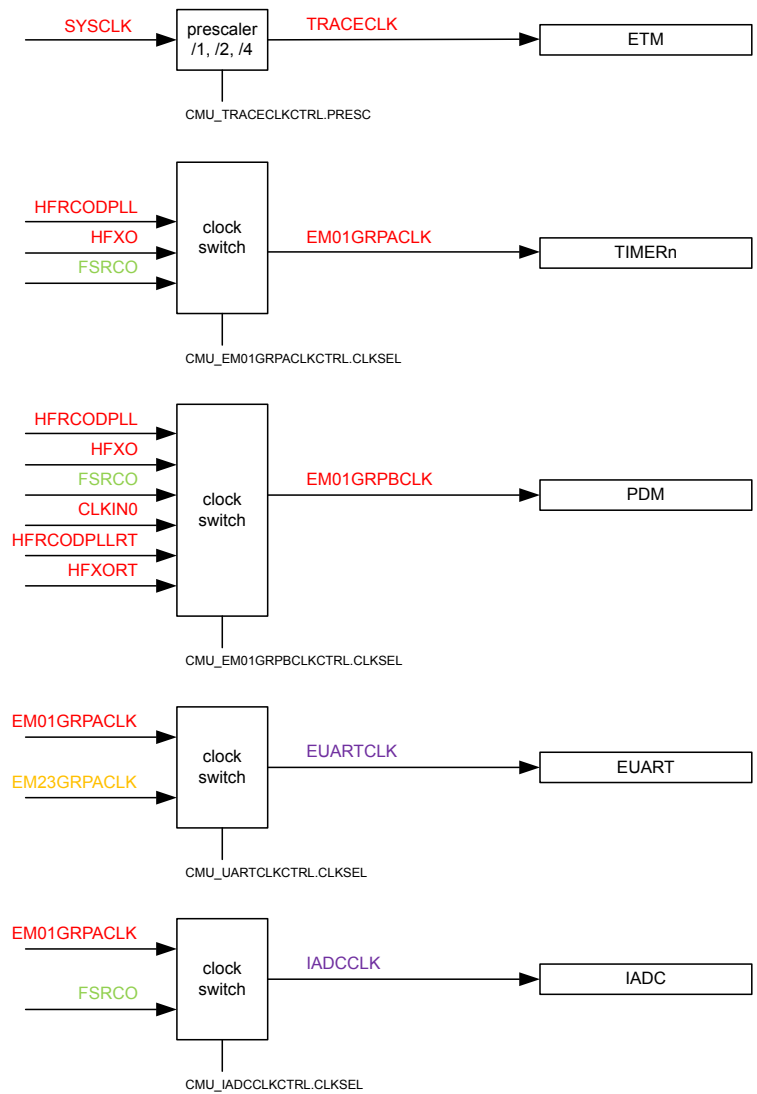 SYSCLK
prescaler
/1, /2, /4
TRACECLK
ETM
CMU_TRACECLKCTRL.PRESC
HFRCODPLL
HFXO
FSRCO
clock
switch
EM01GRPACLK
TIMERn
CMU_EM01GRPACLKCTRL.CLKSEL
HFRCODPLL
HFXO
FSRCO
CLKIN0
HFRCODPLLRT
HFXORT
clock
switch
EM01GRPBCLK
PDM
CMU_EM01GRPBCLKCTRL.CLKSEL
EM01GRPACLK
EM23GRPACLK
clock
switch
EUARTCLK
EUART
CMU_UARTCLKCTRL.CLKSEL
EM01GRPACLK
FSRCO
clock
switch
IADCCLK
IADC
CMU_IADCCLKCTRL.CLKSEL